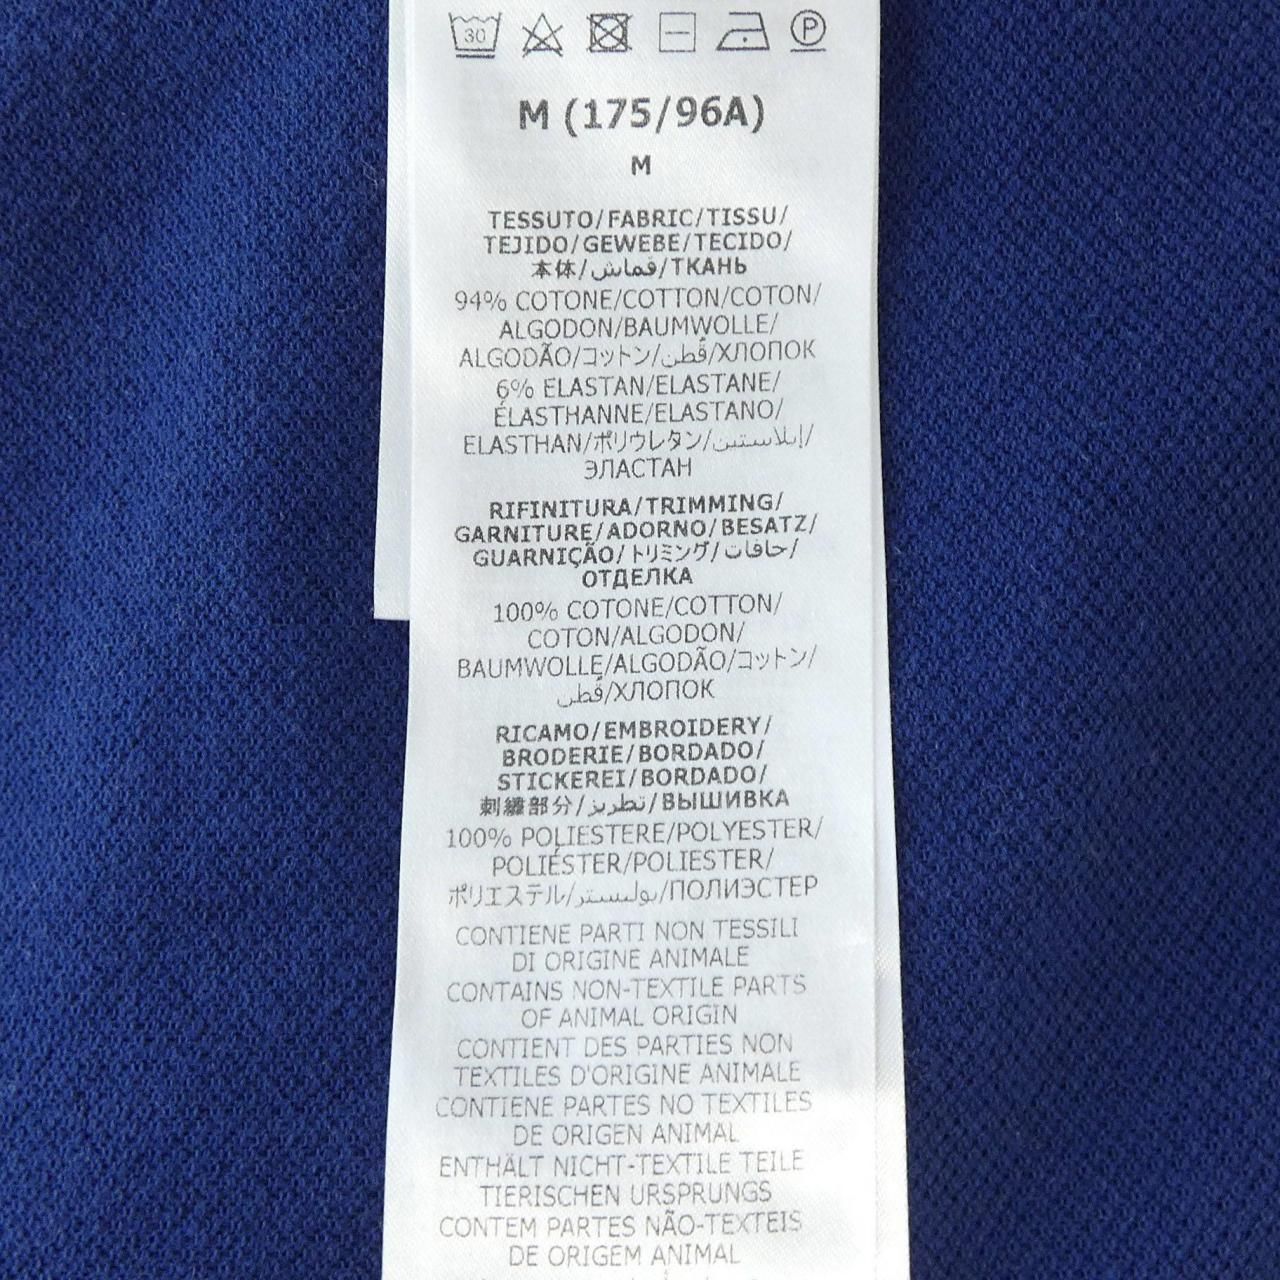 30 P
M (175/96A)
M
TESSUTO/FABRIC/TISSU/
TEJIDO/GEWEBE/TECIDO/
本体/قماش/ТКАНЬ
94% COTONE/COTTON/COTON/
ALGODON/BAUMWOLLE/
ALGODÃO/コットン/قُطن/ХЛОПОК
6% ELASTAN/ELASTANE/
ÉLASTHANNE/ELASTANO/
ELASTHAN/ポリウレタン/إيلاستين/
ЭЛАСТАН
RIFINITURA/TRIMMING/
GARNITURE/ADORNO/BESATZ/
GUARNIÇÃO/トリミング/حافات/
ОТДЕЛКА
100% COTONE/COTTON/
COTON/ALGODON/
BAUMWOLLE/ALGODÃO/コットン/
قُطن/ХЛОПОК
RICAMO/EMBROIDERY/
BRODERIE/BORDADO/
STICKEREI/BORDADO/
刺繍部分/تطريز/ВЫШИВКА
100% POLIESTERE/POLYESTER/
POLIÉSTER/POLIESTER/
ポリエステル/بوليستر/ПОЛИЭСТЕР
CONTIENE PARTI NON TESSILI
DI ORIGINE ANIMALE
CONTAINS NON-TEXTILE PARTS
OF ANIMAL ORIGIN
CONTIENT DES PARTIES NON
TEXTILES D'ORIGINE ANIMALE
CONTIENE PARTES NO TEXTILES
DE ORIGEN ANIMAL
ENTHÄLT NICHT-TEXTILE TEILE
TIERISCHEN URSPRUNGS
CONTEM PARTES NÃO-TEXTEIS
DE ORIGEM ANIMAL